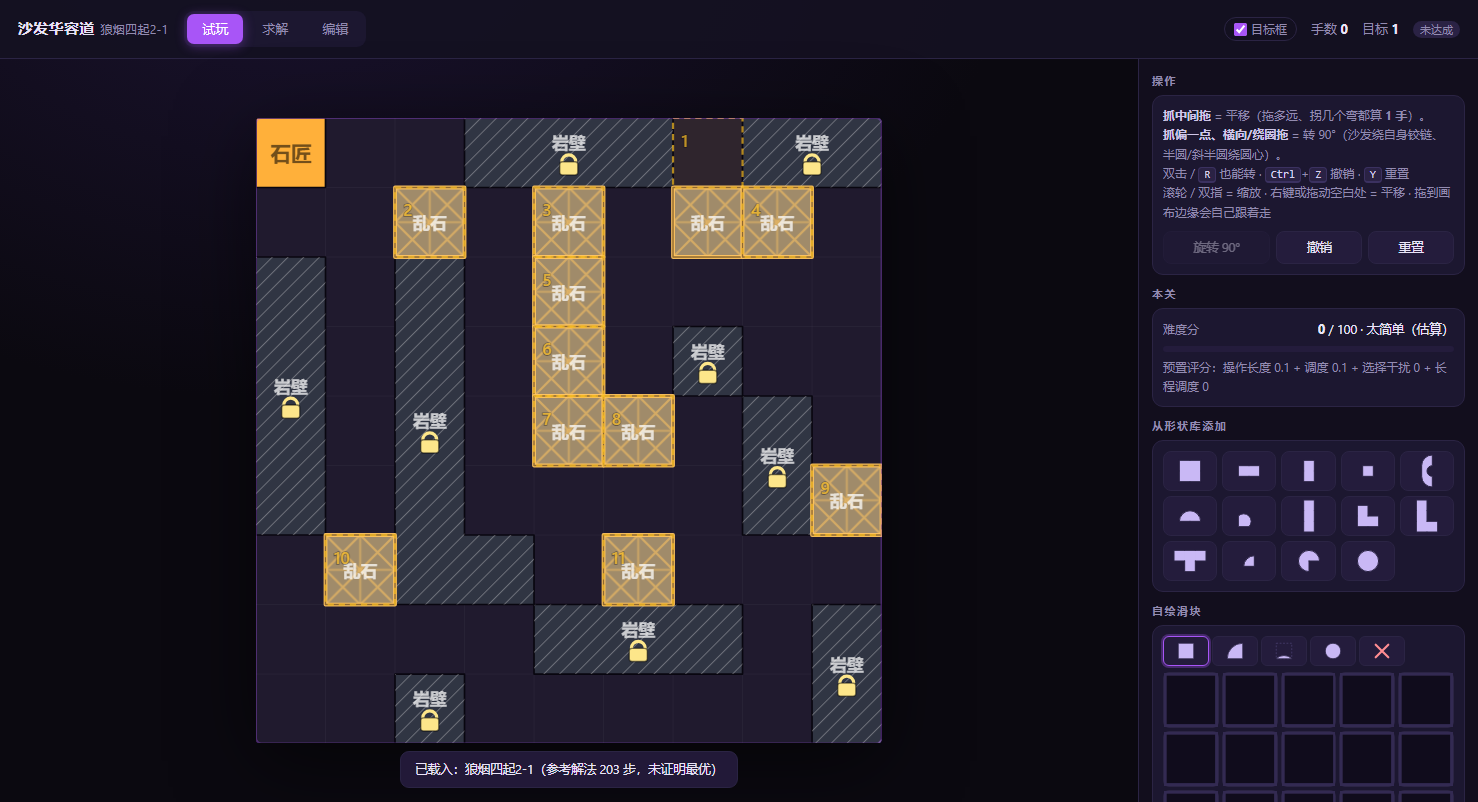 沙发华容道 狼烟四起2-1 试玩 求解 编辑 目标框 手数 0 目标 1 未达成
石匠
岩壁
1
岩壁
2 乱石
3 乱石
乱石
4 乱石
5 乱石
6 乱石
岩壁
岩壁
岩壁
7 乱石
8 乱石
岩壁
9 乱石
10 乱石
11 乱石
岩壁
岩壁
岩壁
已载入：狼烟四起2-1（参考解法 203 步，未证明最优）
操作
抓中间拖 = 平移（拖多远、拐几个弯都算 1 手）。
抓偏一点、横向/绕圆拖 = 转 90°（沙发绕自身铰链、
半圆/斜半圆绕圆心）。
双击 / R 也能转 · Ctrl+Z 撤销 · Y 重置
滚轮 / 双指 = 缩放 · 右键或拖动空白处 = 平移 · 拖到画
布边缘会自己跟着走
旋转 90° 撤销 重置
本关
难度分 0 / 100 · 太简单（估算）
预置评分：操作长度 0.1 + 调度 0.1 + 选择干扰 0 + 长
程调度 0
从形状库添加
自绘滑块